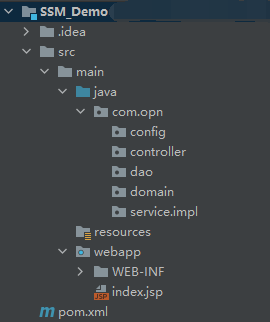 SSM_Demo
.idea
src
main
java
com.opn
config
controller
dao
domain
service.impl
resources
webapp
WEB-INF
index.jsp
pom.xml